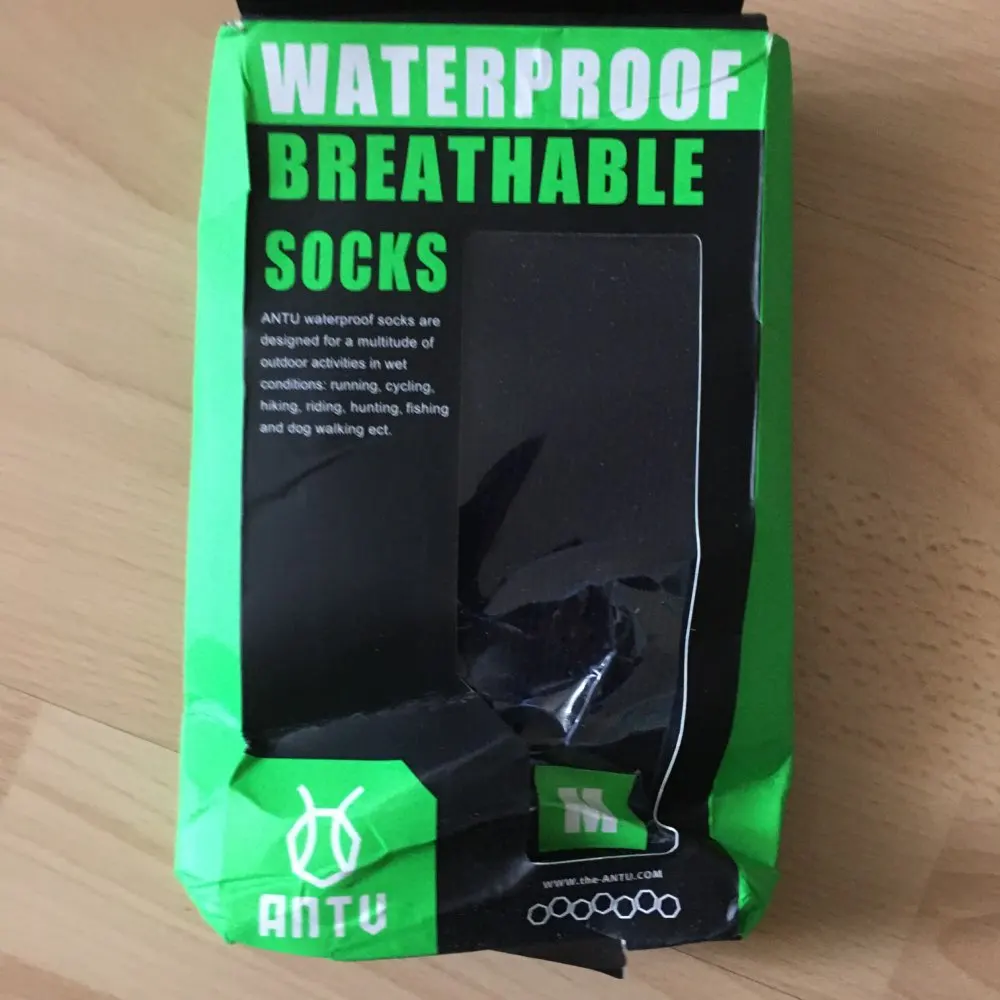 WATERPROOF
BREATHABLE
SOCKS
ANTU waterproof socks are
designed for a multitude of
outdoor activities in wet
conditions: running, cycling,
hiking, riding, hunting, fishing
and dog walking ect.
M
ANTU
www.the-ANTU.COM